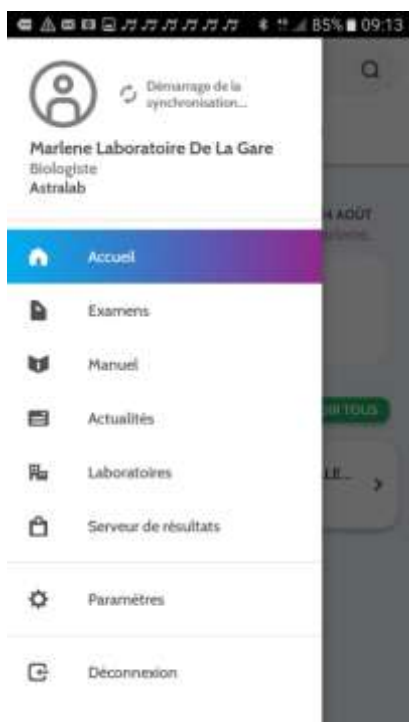 85% 09:13
Démarrage de la
synchronisation...
Marlene Laboratoire De La Gare
Biologiste
Astralab
AOÛT
Accueil
Examens
Manuel
Actualités
TOUS
Laboratoires
Serveur de résultats
Paramètres
Déconnexion